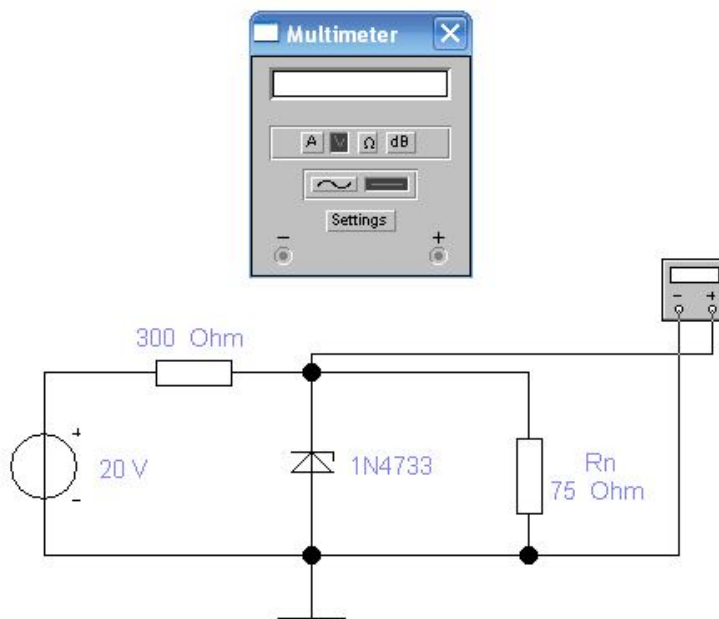 Multimeter
A V Ω dB
Settings
− +
− +
300 Ohm
+
20 V
−
1N4733
Rn
75 Ohm